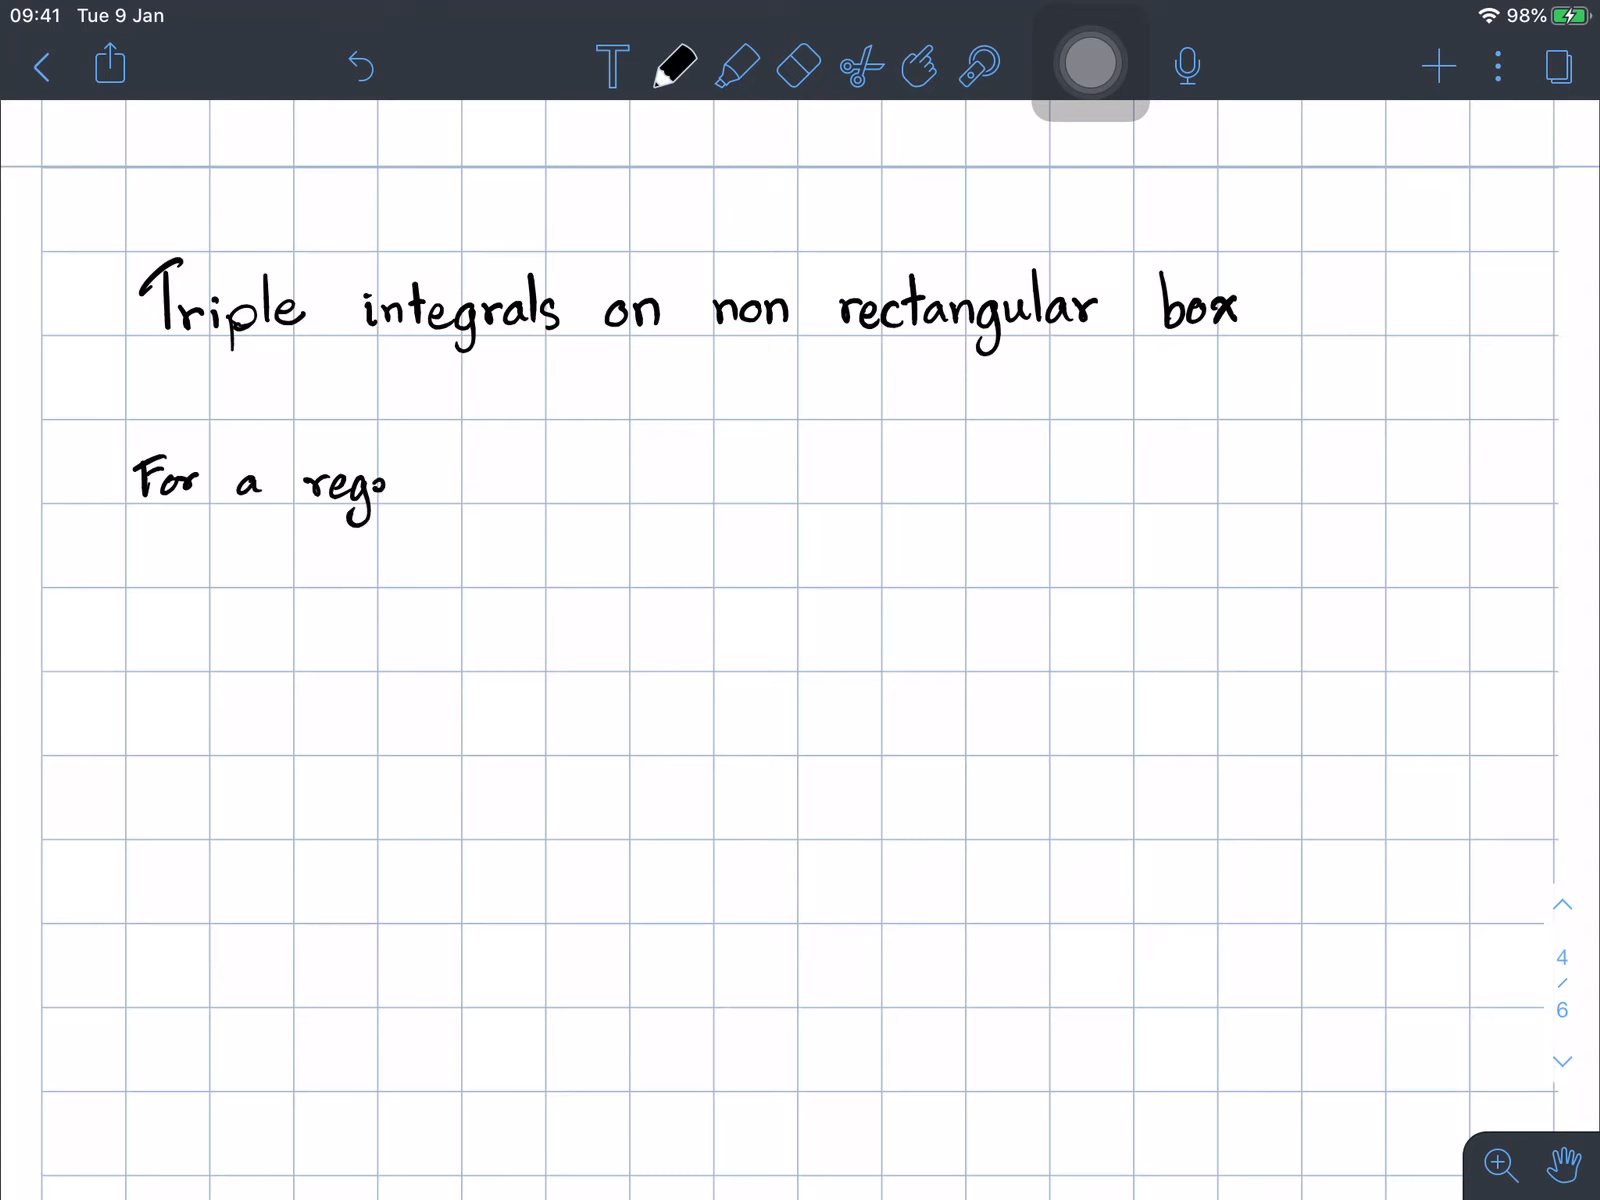 09:41 Tue 9 Jan
98%
T
Triple integrals on non rectangular box
For a rego
4
/
6